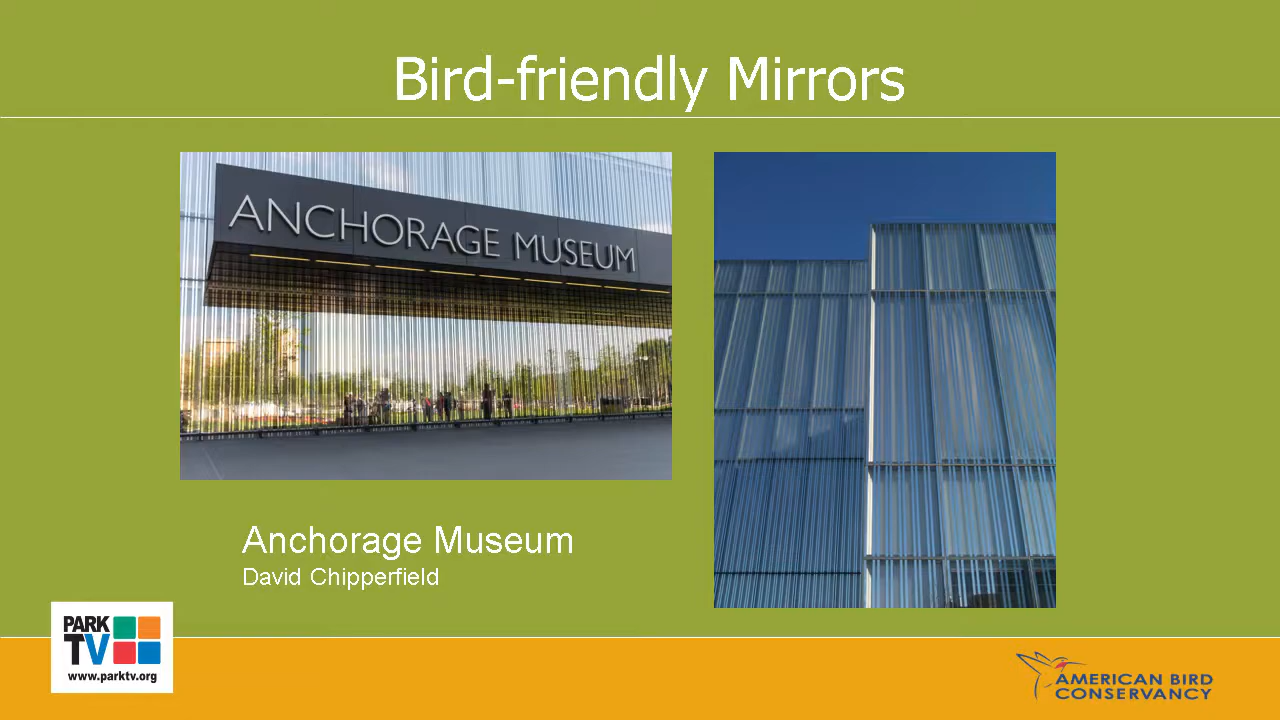 Bird-friendly Mirrors
ANCHORAGE MUSEUM
Anchorage Museum
David Chipperfield
PARK
TV
www.parktv.org
AMERICAN BIRD
CONSERVANCY